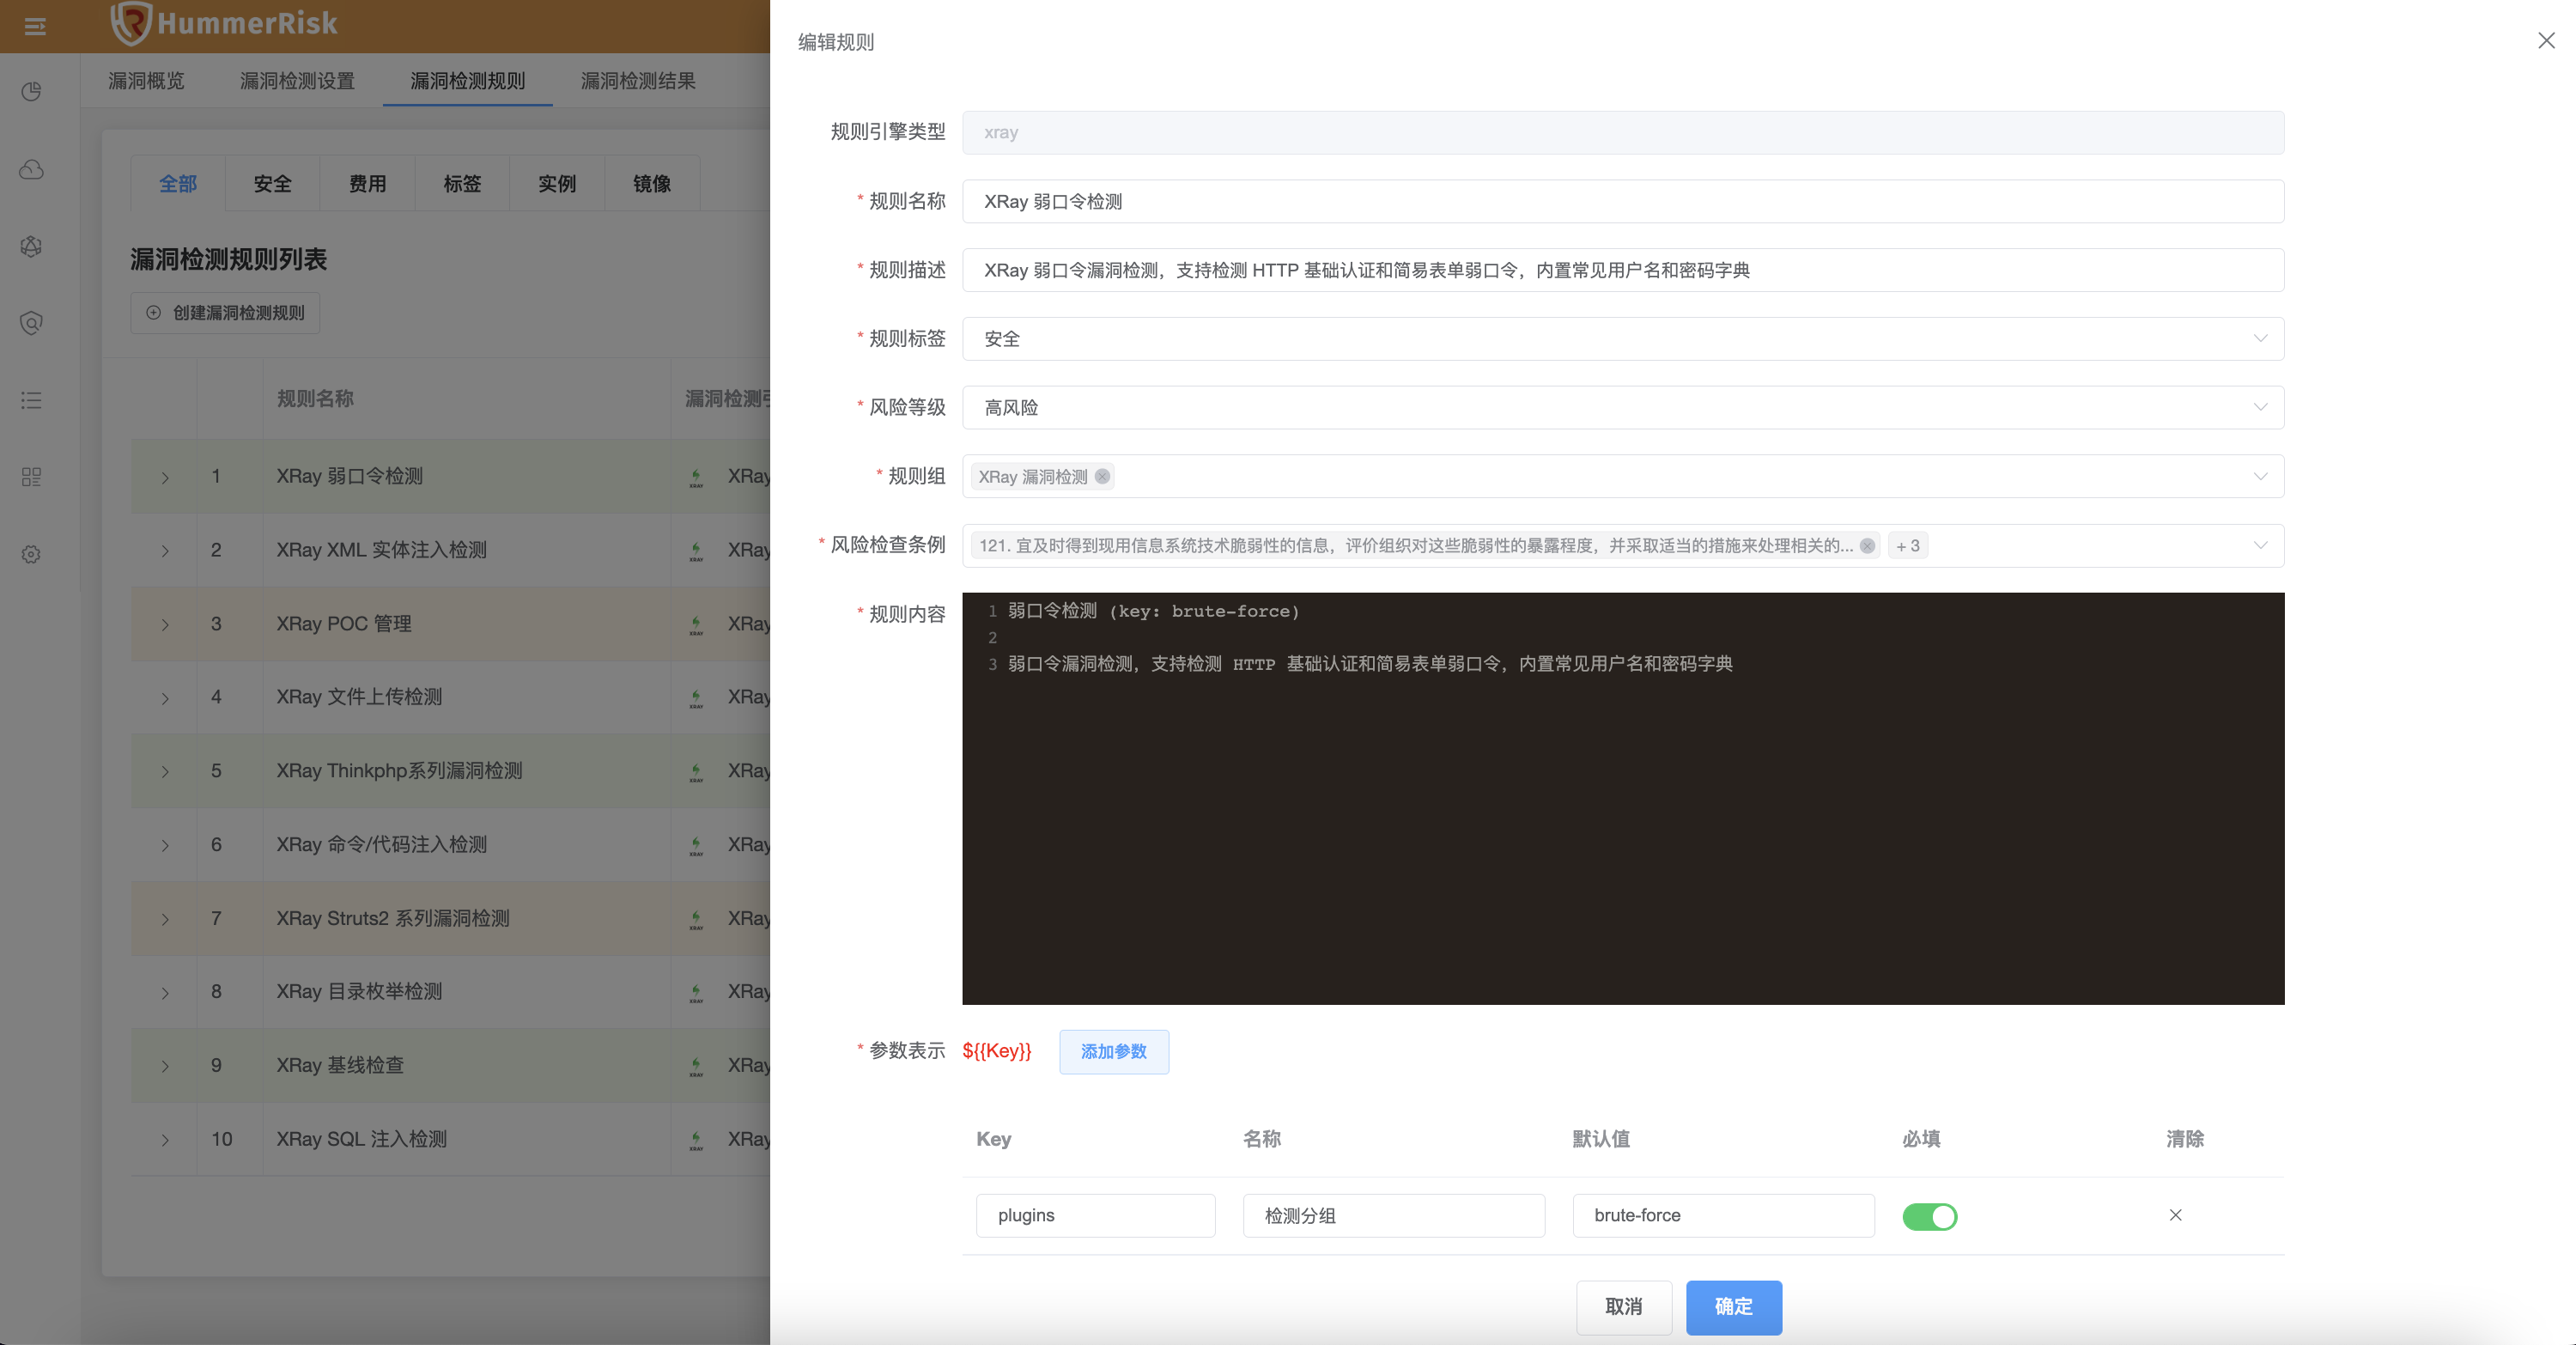 HummerRisk
漏洞概览 漏洞检测设置 漏洞检测规则 漏洞检测结果
全部 安全 费用 标签 实例 镜像
漏洞检测规则列表
创建漏洞检测规则
规则名称 漏洞检测
1 XRay 弱口令检测 XRAY XRay
2 XRay XML 实体注入检测 XRAY XRay
3 XRay POC 管理 XRAY XRay
4 XRay 文件上传检测 XRAY XRay
5 XRay Thinkphp系列漏洞检测 XRAY XRay
6 XRay 命令/代码注入检测 XRAY XRay
7 XRay Struts2 系列漏洞检测 XRAY XRay
8 XRay 目录枚举检测 XRAY XRay
9 XRay 基线检查 XRAY XRay
10 XRay SQL 注入检测 XRAY XRay
编辑规则
规则引擎类型 xray
* 规则名称 XRay 弱口令检测
* 规则描述 XRay 弱口令漏洞检测，支持检测 HTTP 基础认证和简易表单弱口令，内置常见用户名和密码字典
* 规则标签 安全
* 风险等级 高风险
* 规则组 XRay 漏洞检测
* 风险检查条例 121. 宜及时得到现用信息系统技术脆弱性的信息，评价组织对这些脆弱性的暴露程度，并采取适当的措施来处理相关的... + 3
* 规则内容
1 弱口令检测 (key: brute-force)
2
3 弱口令漏洞检测，支持检测 HTTP 基础认证和简易表单弱口令，内置常见用户名和密码字典
* 参数表示 ${{Key}} 添加参数
Key 名称 默认值 必填 清除
plugins 检测分组 brute-force
取消 确定